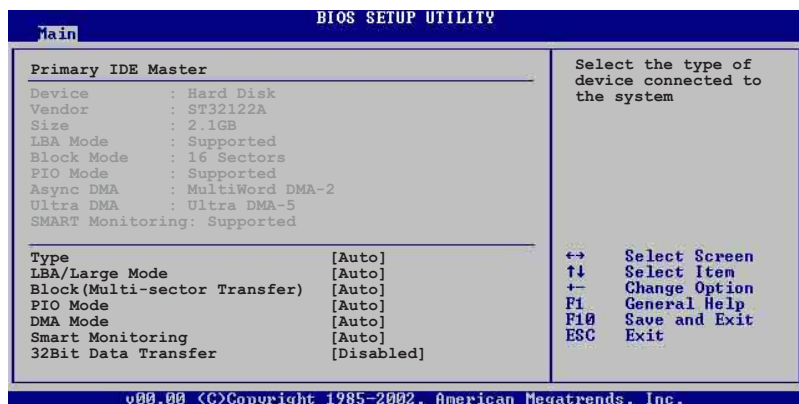 BIOS SETUP UTILITY
Main
Primary IDE Master
Device : Hard Disk
Vendor : ST32122A
Size : 2.1GB
LBA Mode : Supported
Block Mode : 16 Sectors
PIO Mode : Supported
Async DMA : MultiWord DMA-2
Ultra DMA : Ultra DMA-5
SMART Monitoring: Supported
Type [Auto]
LBA/Large Mode [Auto]
Block(Multi-sector Transfer) [Auto]
PIO Mode [Auto]
DMA Mode [Auto]
Smart Monitoring [Auto]
32Bit Data Transfer [Disabled]
Select the type of
device connected to
the system
↔ Select Screen
↑↓ Select Item
+- Change Option
F1 General Help
F10 Save and Exit
ESC Exit
v00.00 (C)Copyright 1985-2002, American Megatrends, Inc.